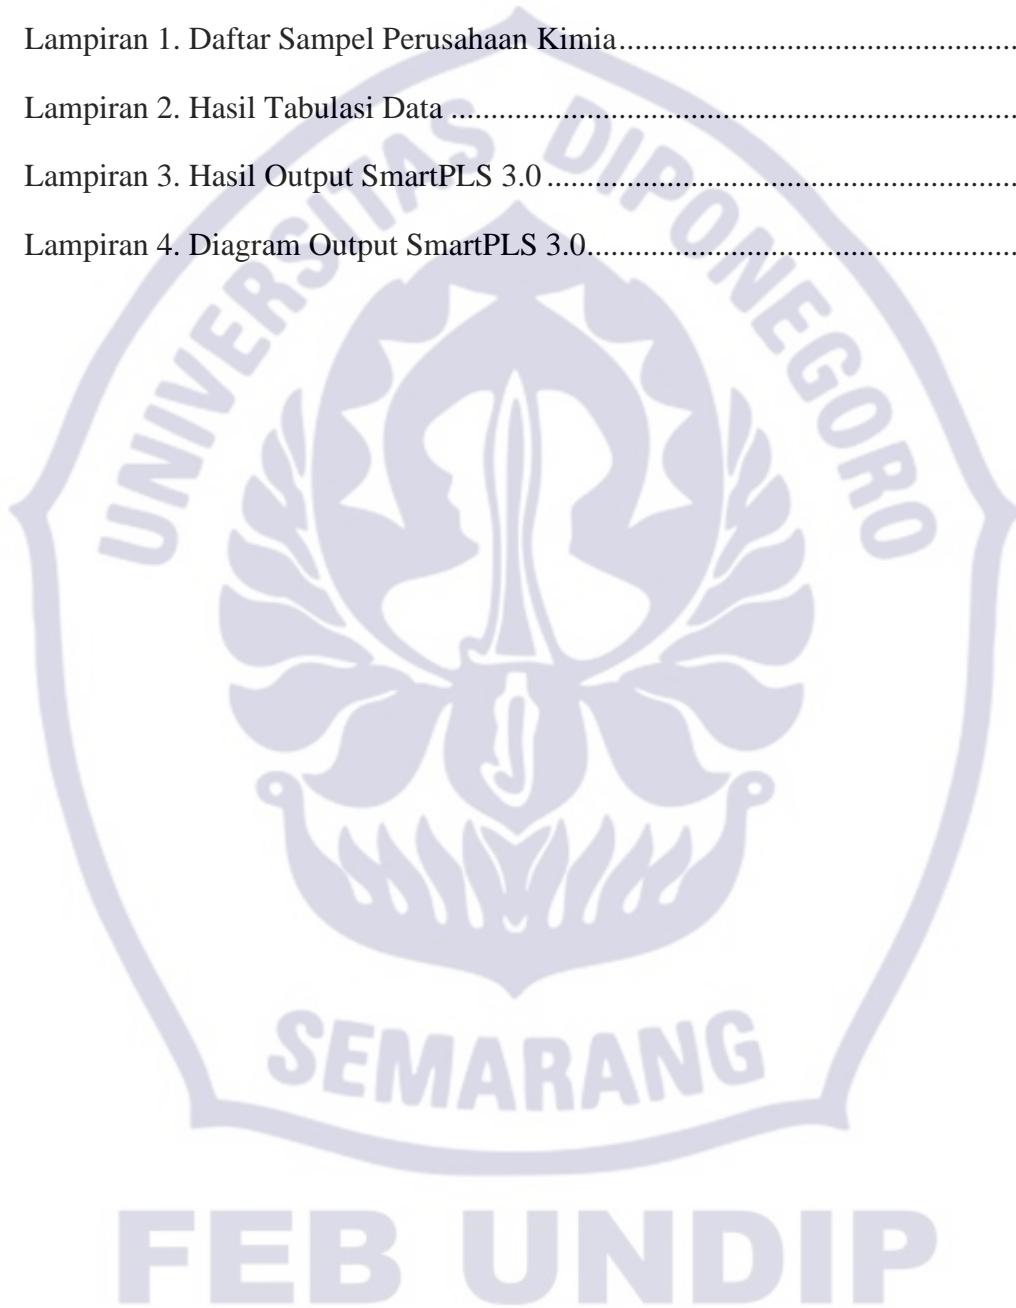 Lampiran 1. Daftar Sampel Perusahaan Kimia..................................................
Lampiran 2. Hasil Tabulasi Data .......................................................................
Lampiran 3. Hasil Output SmartPLS 3.0 ...........................................................
Lampiran 4. Diagram Output SmartPLS 3.0......................................................
UNIVERSITAS DIPONEGORO
SEMARANG
FEB UNDIP